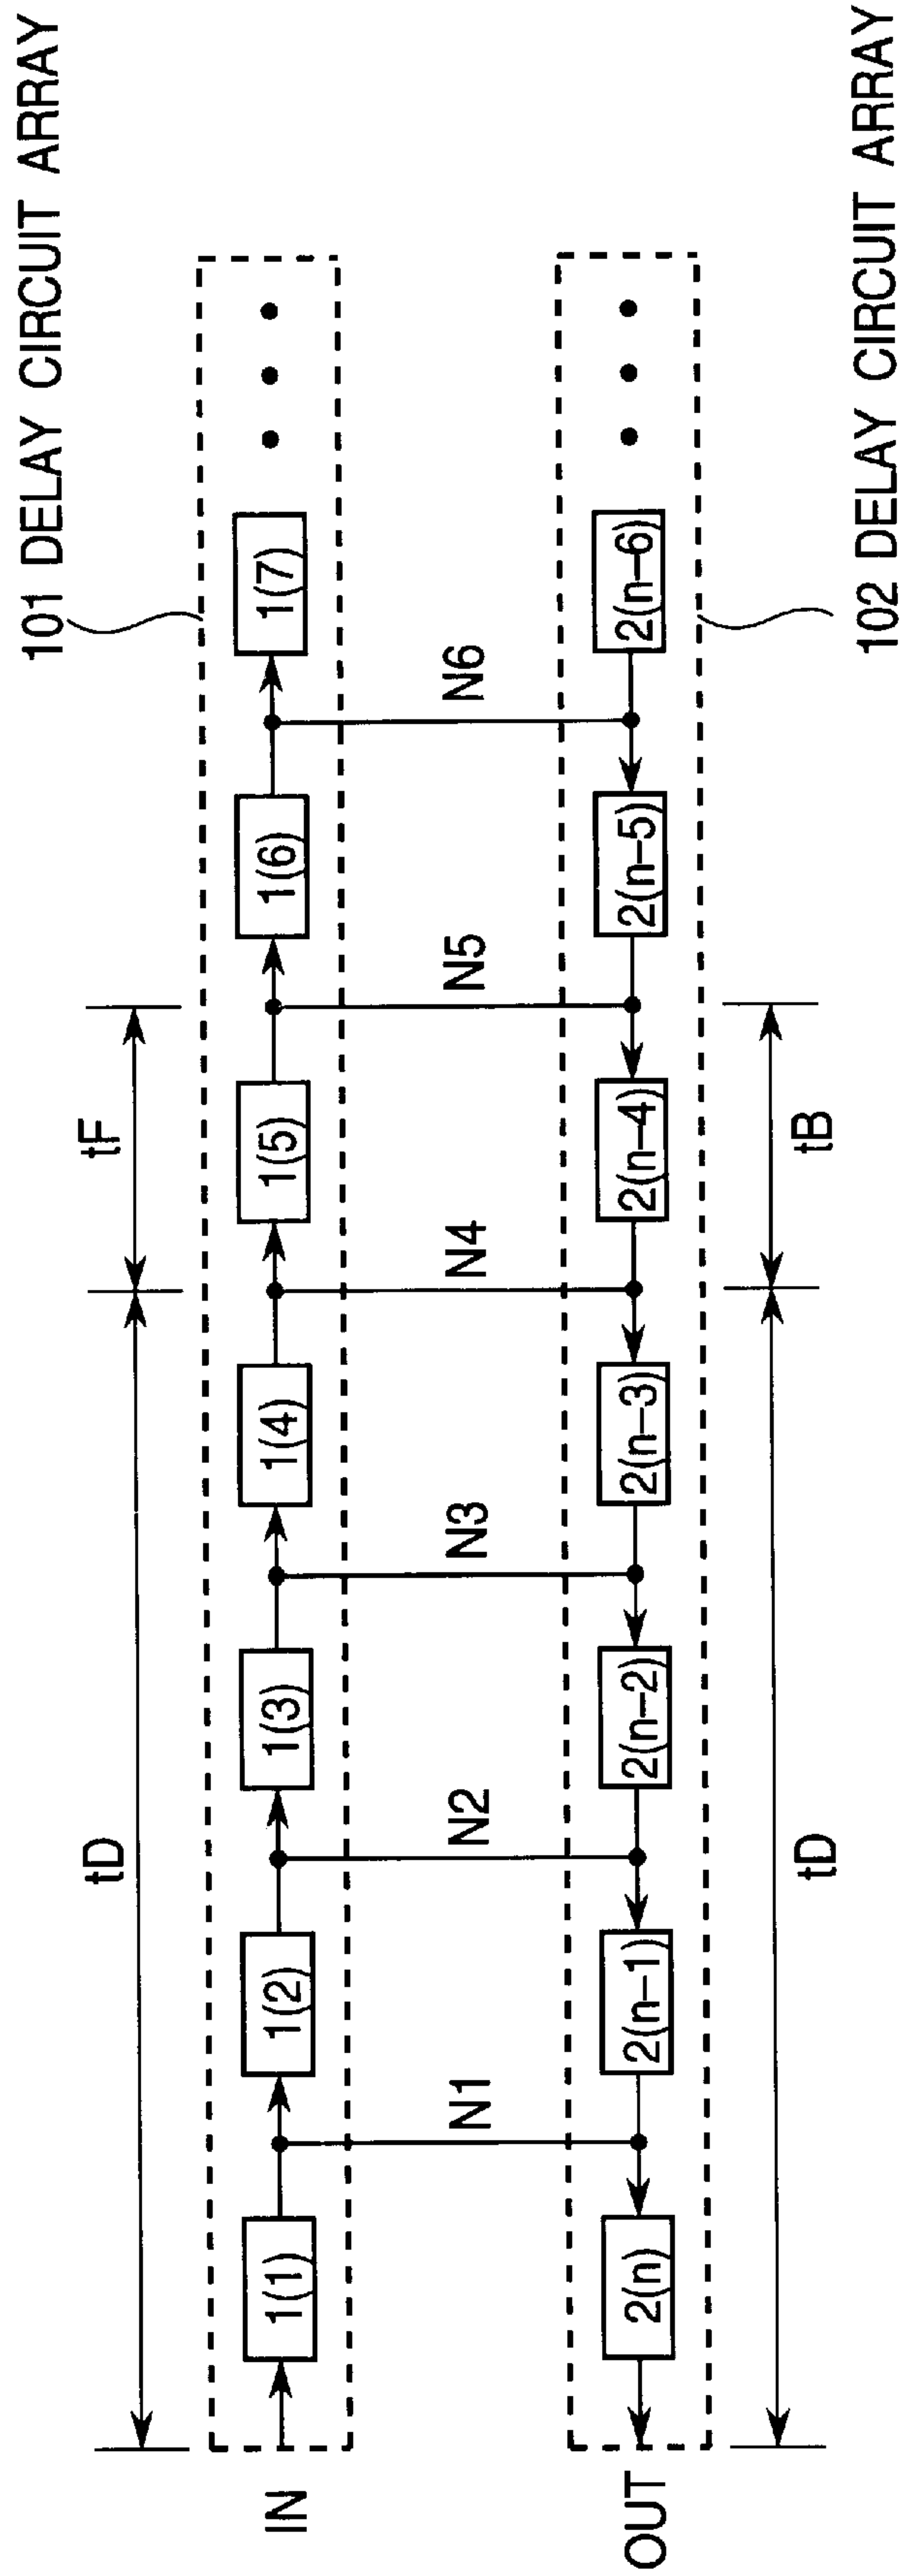 101 DELAY CIRCUIT ARRAY
tD
tF
IN
1(1)
1(2)
1(3)
1(4)
1(5)
1(6)
1(7)
N1
N2
N3
N4
N5
N6
OUT
2(n)
2(n–1)
2(n–2)
2(n–3)
2(n–4)
2(n–5)
2(n–6)
tD
tB
102 DELAY CIRCUIT ARRAY